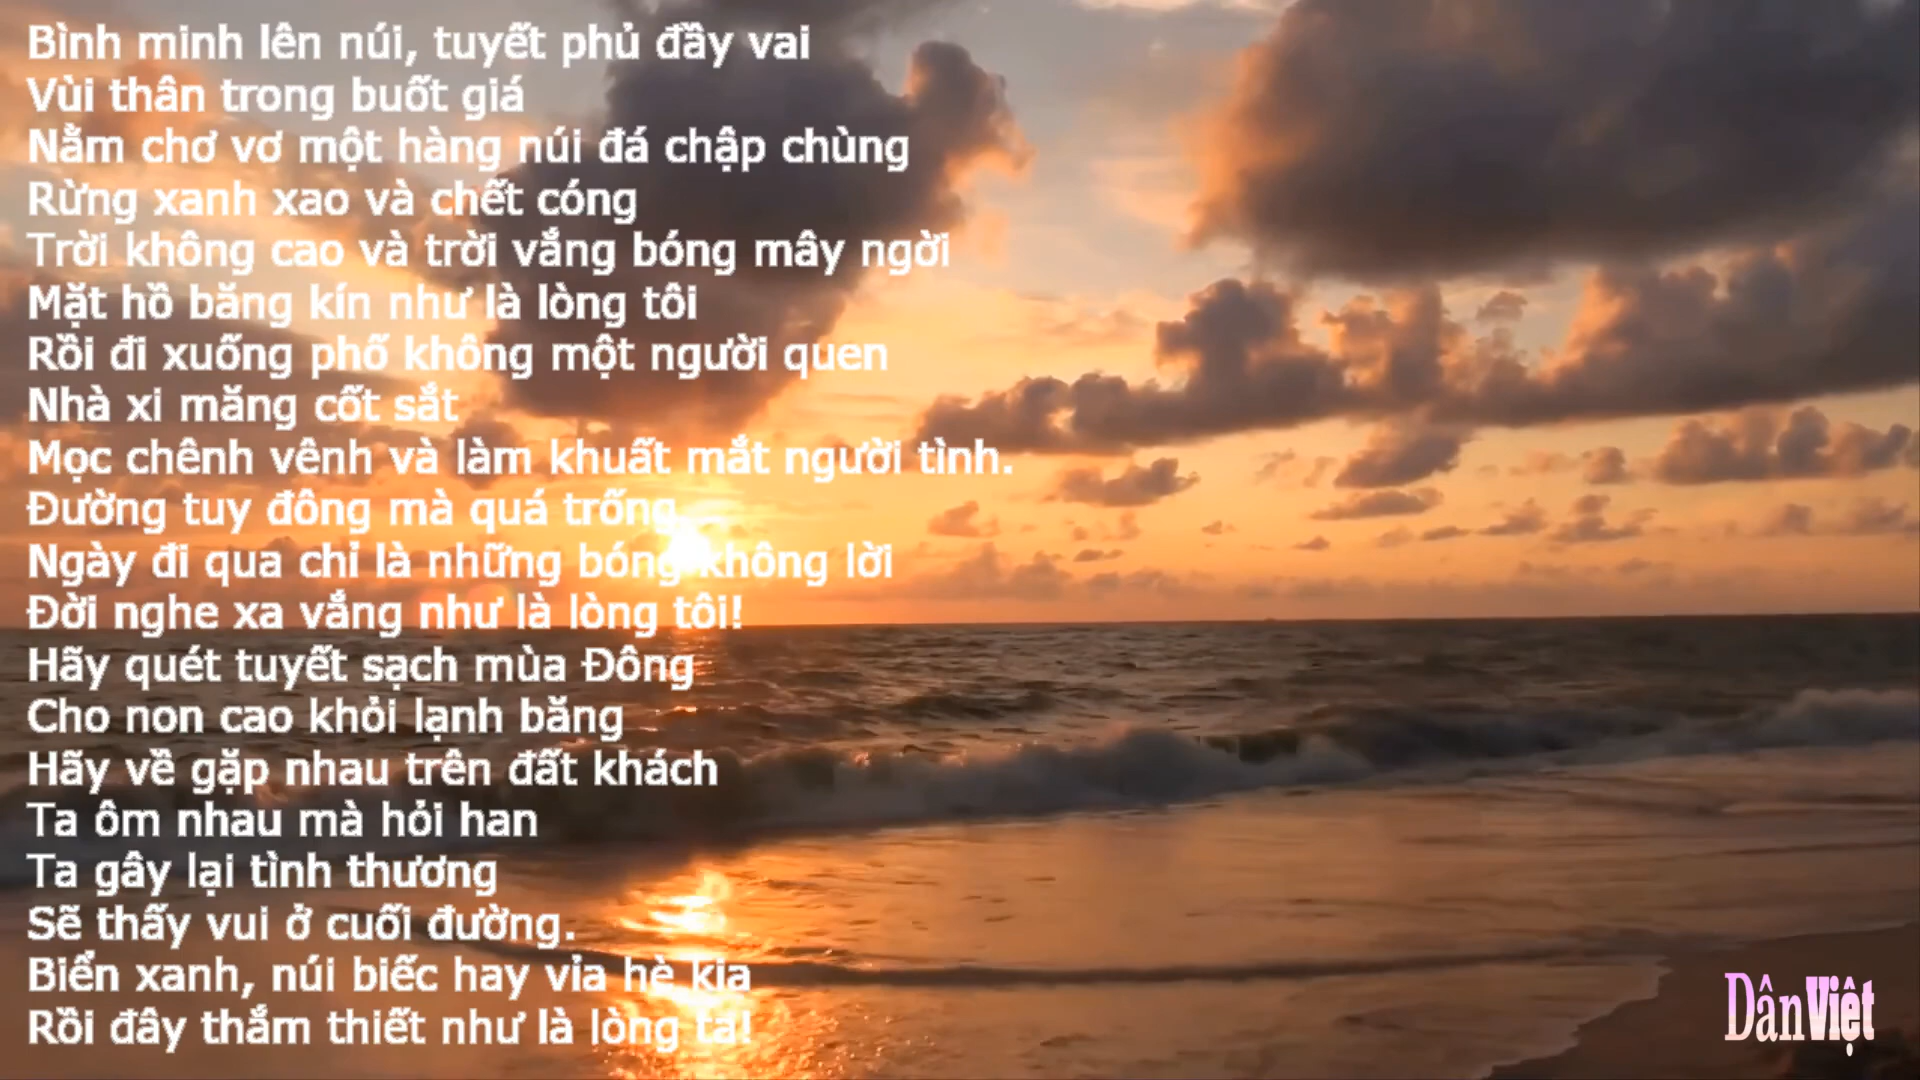 Bình minh lên núi, tuyết phủ đầy vai
Vùi thân trong buốt giá
Nằm chơ vơ một hàng núi đá chập chùng
Rừng xanh xao và chết cóng
Trời không cao và trời vắng bóng mây ngời
Mặt hồ băng kín như là lòng tôi
Rồi đi xuống phố không một người quen
Nhà xi măng cốt sắt
Mọc chênh vênh và làm khuất mắt người tình.
Đường tuy đông mà quá trống
Ngày đi qua chỉ là những bóng không lời
Đời nghe xa vắng như là lòng tôi!
Hãy quét tuyết sạch mùa Đông
Cho non cao khỏi lạnh băng
Hãy về gặp nhau trên đất khách
Ta ôm nhau mà hỏi han
Ta gây lại tình thương
Sẽ thấy vui ở cuối đường.
Biển xanh, núi biếc hay vỉa hè kia
Rồi đây thắm thiết như là lòng ta!
DânViệt